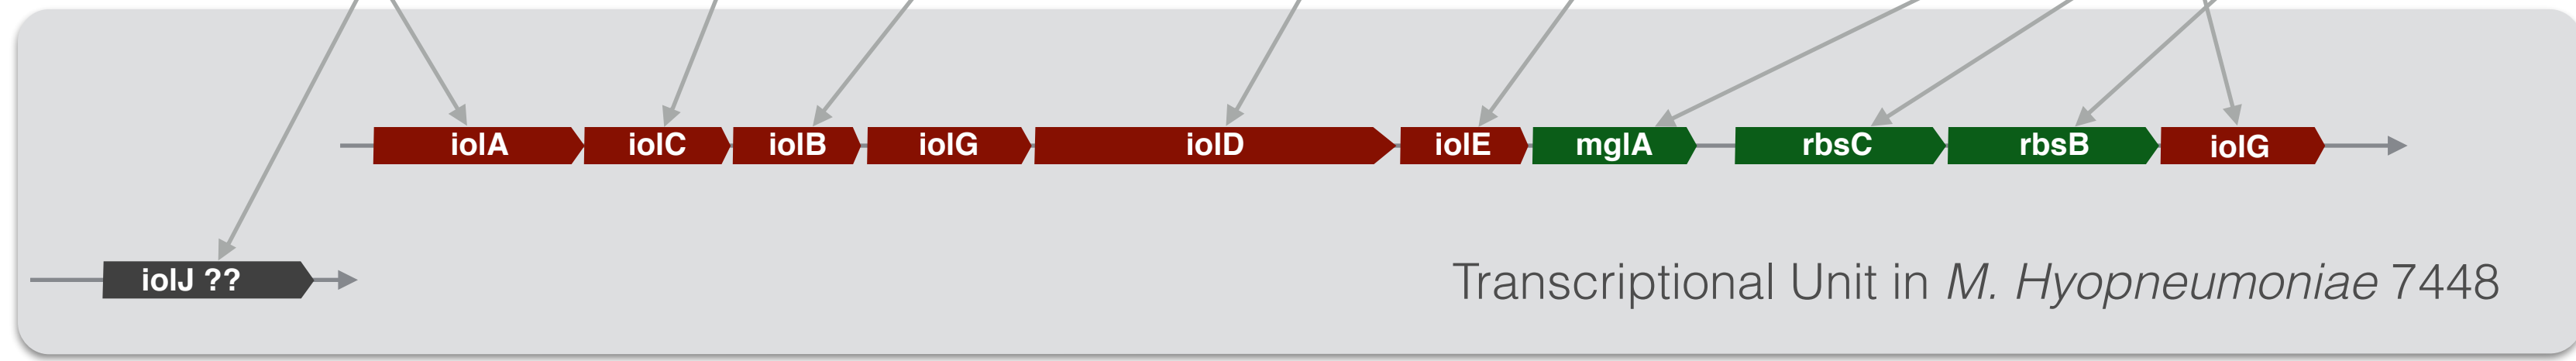 iolA iolC iolB iolG iolD iolE mglA rbsC rbsB iolG
iolJ ?? Transcriptional Unit in M. Hyopneumoniae 7448